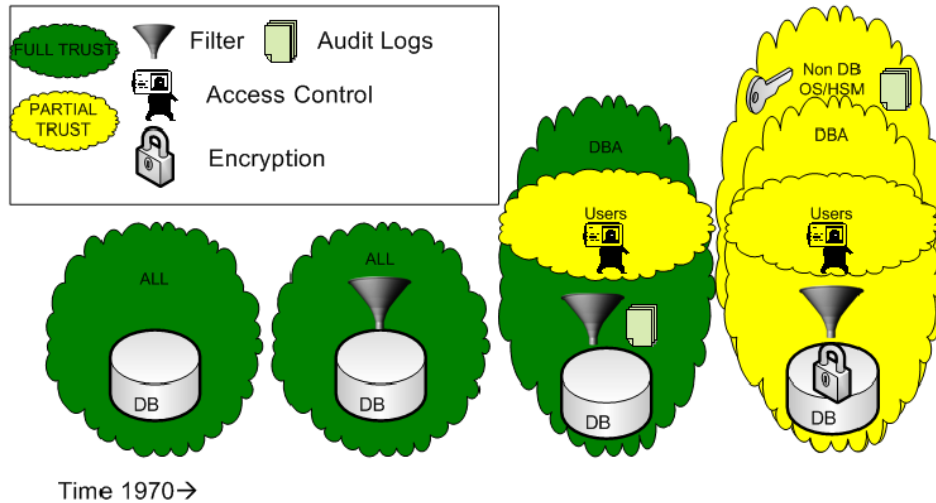 FULL TRUST
Filter
Audit Logs
PARTIAL
TRUST
Access Control
Encryption
Non DB
OS/HSM
DBA
DBA
Users
Users
ALL
ALL
DB
DB
DB
DB
Time 1970→